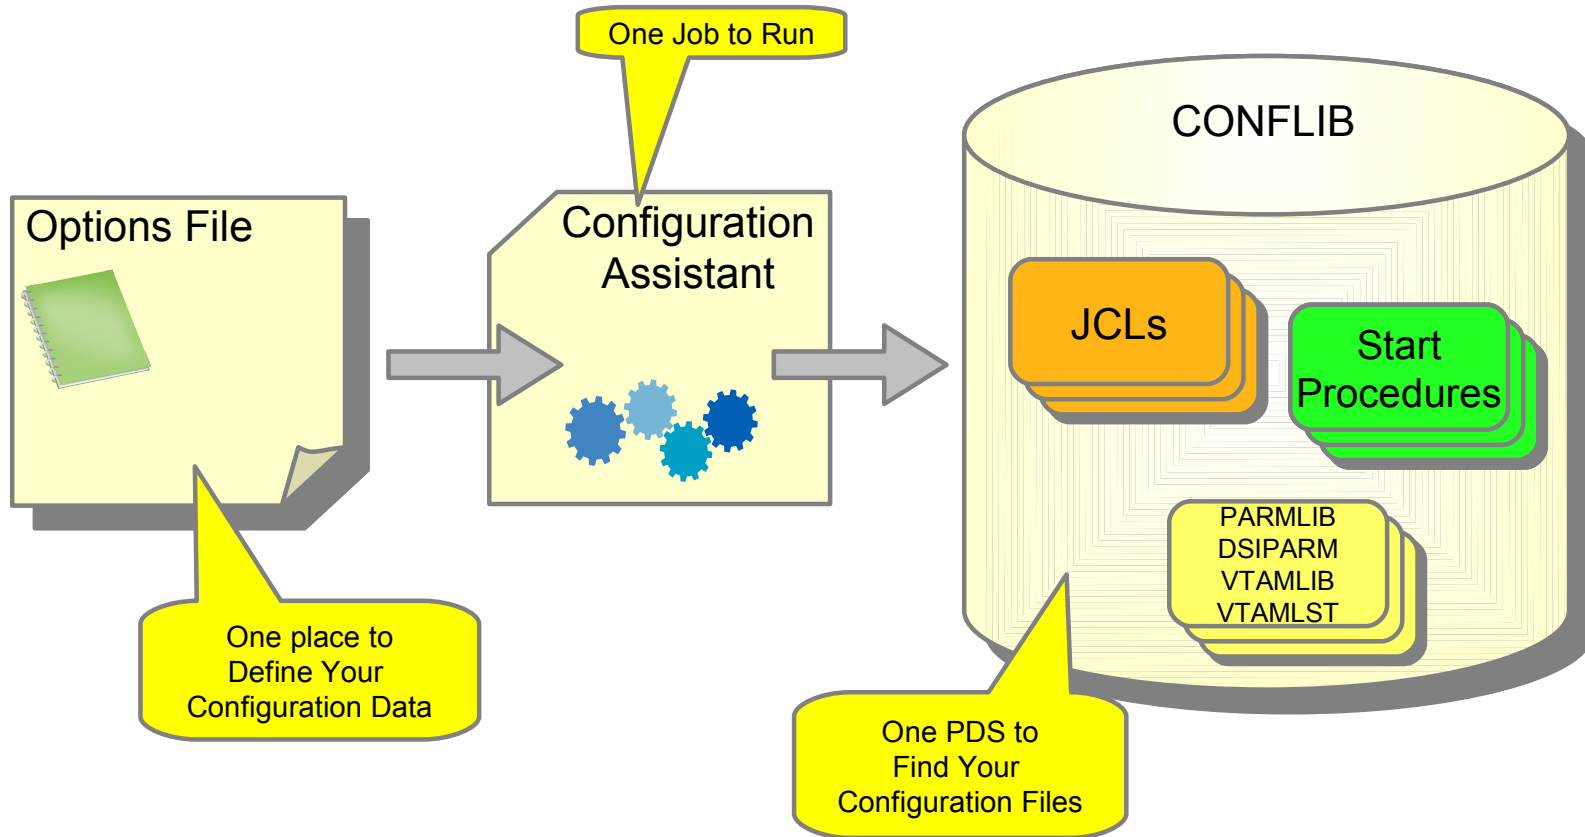 One Job to Run
CONFLIB
Options File
Configuration
Assistant
JCLs
Start
Procedures
PARMLIB
DSIPARM
VTAMLIB
VTAMLST
One place to
Define Your
Configuration Data
One PDS to
Find Your
Configuration Files